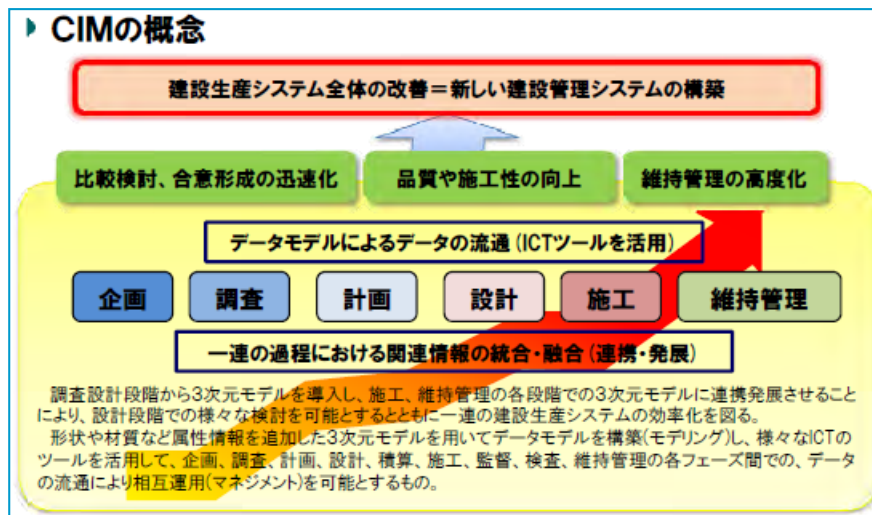 CIMの概念
建設生産システム全体の改善＝新しい建設管理システムの構築
比較検討、合意形成の迅速化
品質や施工性の向上
維持管理の高度化
データモデルによるデータの流通(ICTツールを活用)
企画
調査
計画
設計
施工
維持管理
一連の過程における関連情報の統合・融合(連携・発展)
調査設計段階から3次元モデルを導入し、施工、維持管理の各段階での3次元モデルに連携発展させること
により、設計段階での様々な検討を可能とするとともに一連の建設生産システムの効率化を図る。
形状や材質など属性情報を追加した3次元モデルを用いてデータモデルを構築(モデリング)し、様々なICTの
ツールを活用して、企画、調査、計画、設計、積算、施工、監督、検査、維持管理の各フェーズ間での、データ
の流通により相互運用(マネジメント)を可能とするもの。